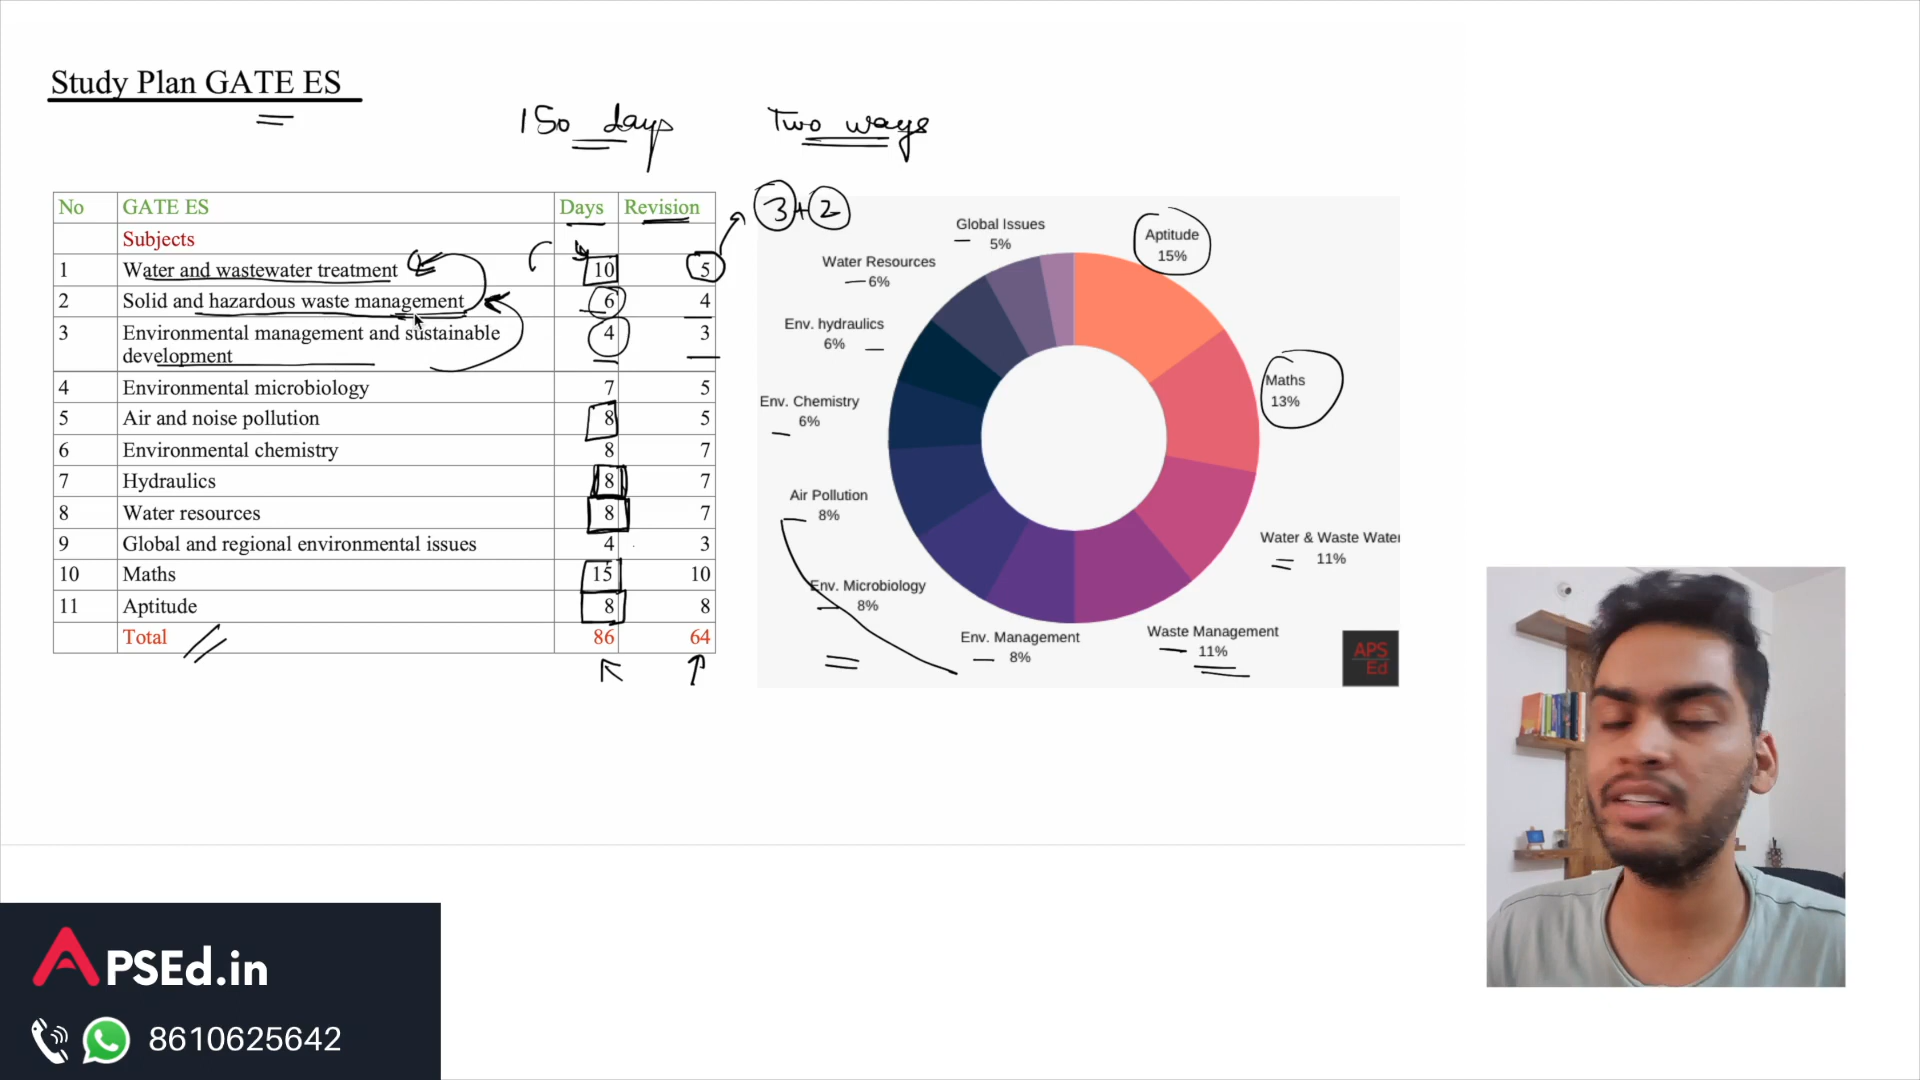 Study Plan GATE ES
150 days
Two ways
No GATE ES Days Revision
Subjects
1 Water and wastewater treatment 10 5
2 Solid and hazardous waste management 6 4
3 Environmental management and sustainable development 4 3
4 Environmental microbiology 7 5
5 Air and noise pollution 8 5
6 Environmental chemistry 8 7
7 Hydraulics 8 7
8 Water resources 8 7
9 Global and regional environmental issues 4 3
10 Maths 15 10
11 Aptitude 8 8
Total 86 64
3+2
Global Issues
5%
Aptitude
15%
Water Resources
6%
Env. hydraulics
6%
Maths
13%
Env. Chemistry
6%
Air Pollution
8%
Water & Waste Water
11%
Env. Microbiology
8%
Env. Management
8%
Waste Management
11%
APS
Ed
APSEd.in
8610625642